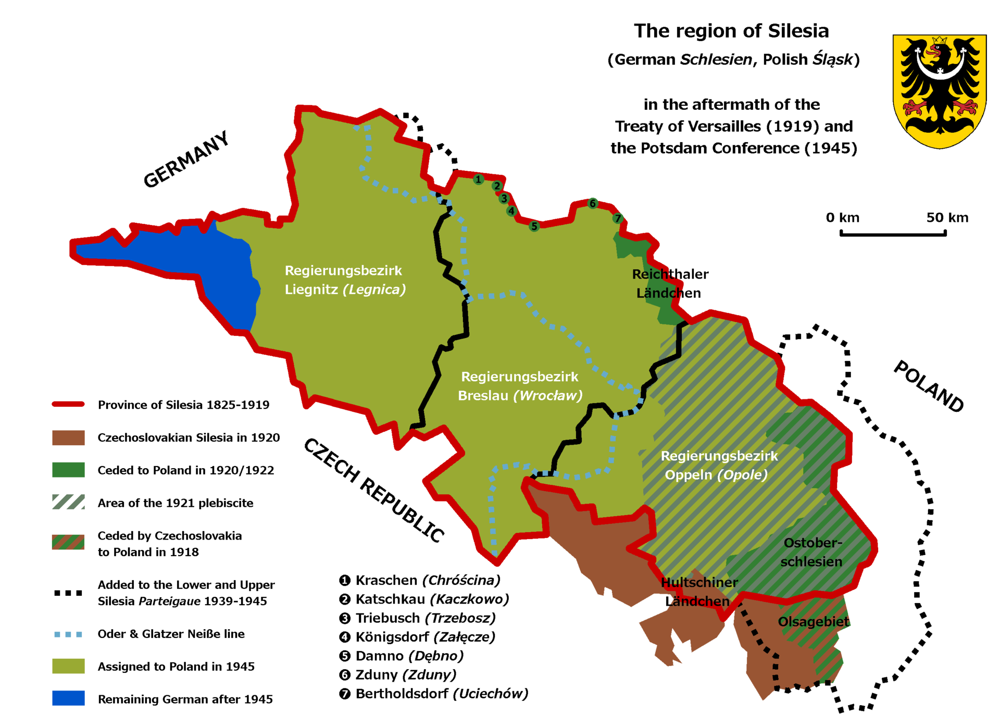 The region of Silesia
(German Schlesien, Polish Śląsk)
in the aftermath of the
Treaty of Versailles (1919) and
the Potsdam Conference (1945)
GERMANY
0 km 50 km
1
2
3
4
5
6
7
Regierungsbezirk
Liegnitz (Legnica)
Reichthaler
Ländchen
Regierungsbezirk
Breslau (Wrocław)
POLAND
Regierungsbezirk
Oppeln (Opole)
CZECH REPUBLIC
Ostober-
schlesien
Hultschiner
Ländchen
Olsagebiet
Province of Silesia 1825-1919
Czechoslovakian Silesia in 1920
Ceded to Poland in 1920/1922
Area of the 1921 plebiscite
Ceded by Czechoslovakia
to Poland in 1918
Added to the Lower and Upper
Silesia Parteigaue 1939-1945
Oder & Glatzer Neiße line
Assigned to Poland in 1945
Remaining German after 1945
❶ Kraschen (Chróścina)
❷ Katschkau (Kaczkowo)
❸ Triebusch (Trzebosz)
❹ Königsdorf (Załęcze)
❺ Damno (Dębno)
❻ Zduny (Zduny)
❼ Bertholdsdorf (Uciechów)